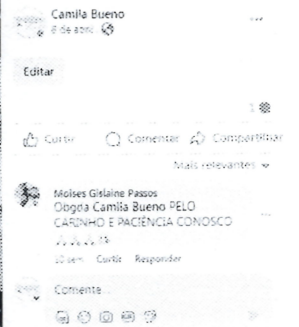 Camila Bueno
6 de abril
Editar
1
Curtir Comentar Compartilhar
Mais relevantes
Moises Gislaine Passos
Obgda Camila Bueno PELO
CARINHO E PACIÊNCIA CONOSCO
10 sem Curtir Responder
Comente...